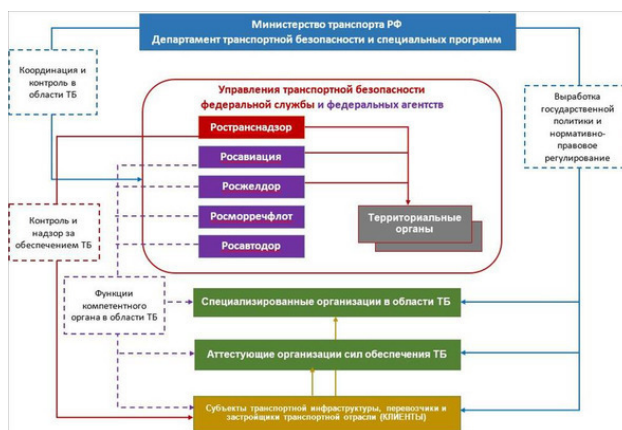 Министерство транспорта РФ
Департамент транспортной безопасности и специальных программ
Координация и
контроль в
области ТБ
Управления транспортной безопасности
федеральной службы и федеральных агентств
Ространснадзор
Росавиация
Росжелдор
Росморречфлот
Росавтодор
Территориальные
органы
Выработка
государственной
политики и
нормативно-
правовое
регулирование
Контроль и
надзор за
обеспечением ТБ
Функции
компетентного
органа в области ТБ
Специализированные организации в области ТБ
Аттестующие организации сил обеспечения ТБ
Субъекты транспортной инфраструктуры, перевозчики и
застройщики транспортной отрасли (КЛИЕНТЫ)